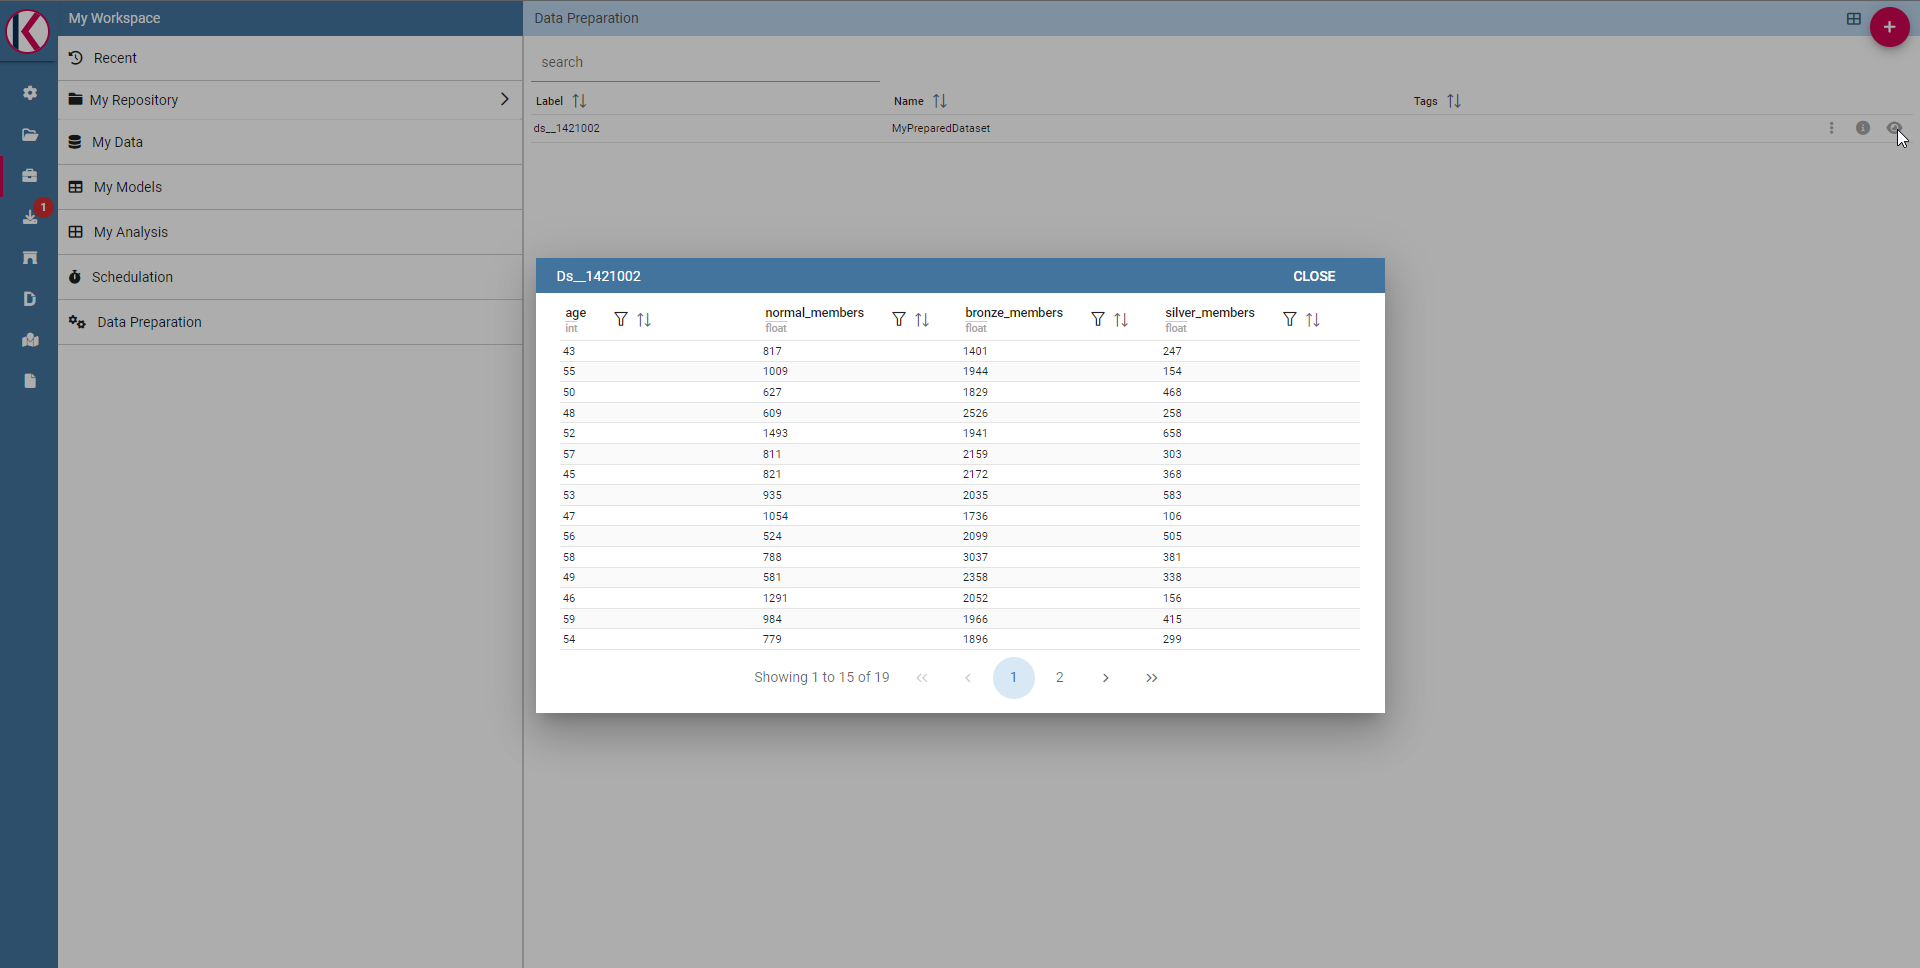 My Workspace
Data Preparation
Recent
My Repository
My Data
My Models
1
My Analysis
Schedulation
Data Preparation
search
Label Name Tags
ds__1421002 MyPreparedDataset
Ds__1421002 CLOSE
age normal_members bronze_members silver_members
int float float float
43 817 1401 247
55 1009 1944 154
50 627 1829 468
48 609 2526 258
52 1493 1941 658
57 811 2159 303
45 821 2172 368
53 935 2035 583
47 1054 1736 106
56 524 2099 505
58 788 3037 381
49 581 2358 338
46 1291 2052 156
59 984 1966 415
54 779 1896 299
Showing 1 to 15 of 19 1 2